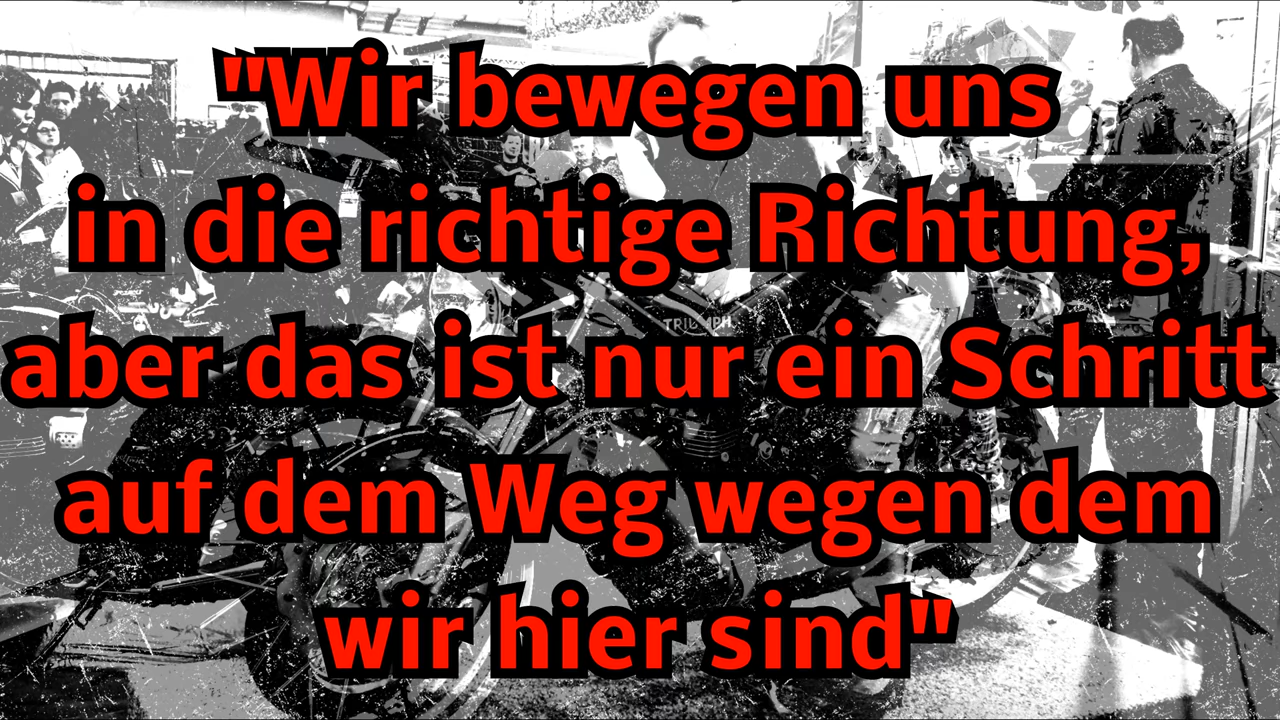 "Wir bewegen uns
in die richtige Richtung,
TRIUMPH
aber das ist nur ein Schritt
auf dem Weg wegen dem
wir hier sind"